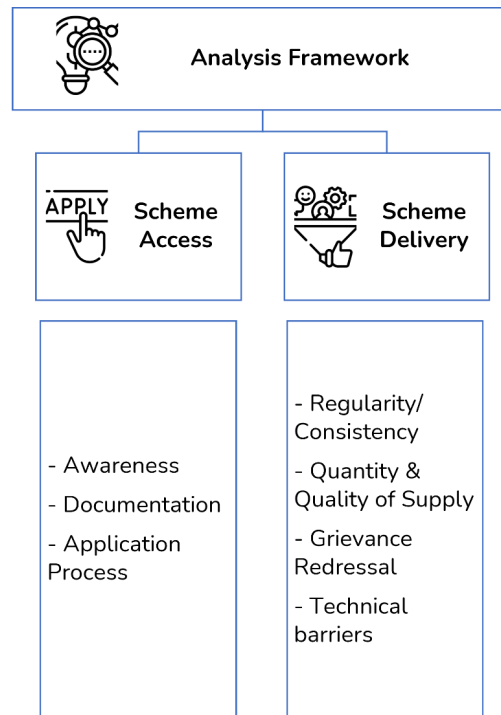 Analysis Framework
APPLY
Scheme
Access
Scheme
Delivery
- Awareness
- Documentation
- Application
Process
- Regularity/
Consistency
- Quantity &
Quality of Supply
- Grievance
Redressal
- Technical
barriers